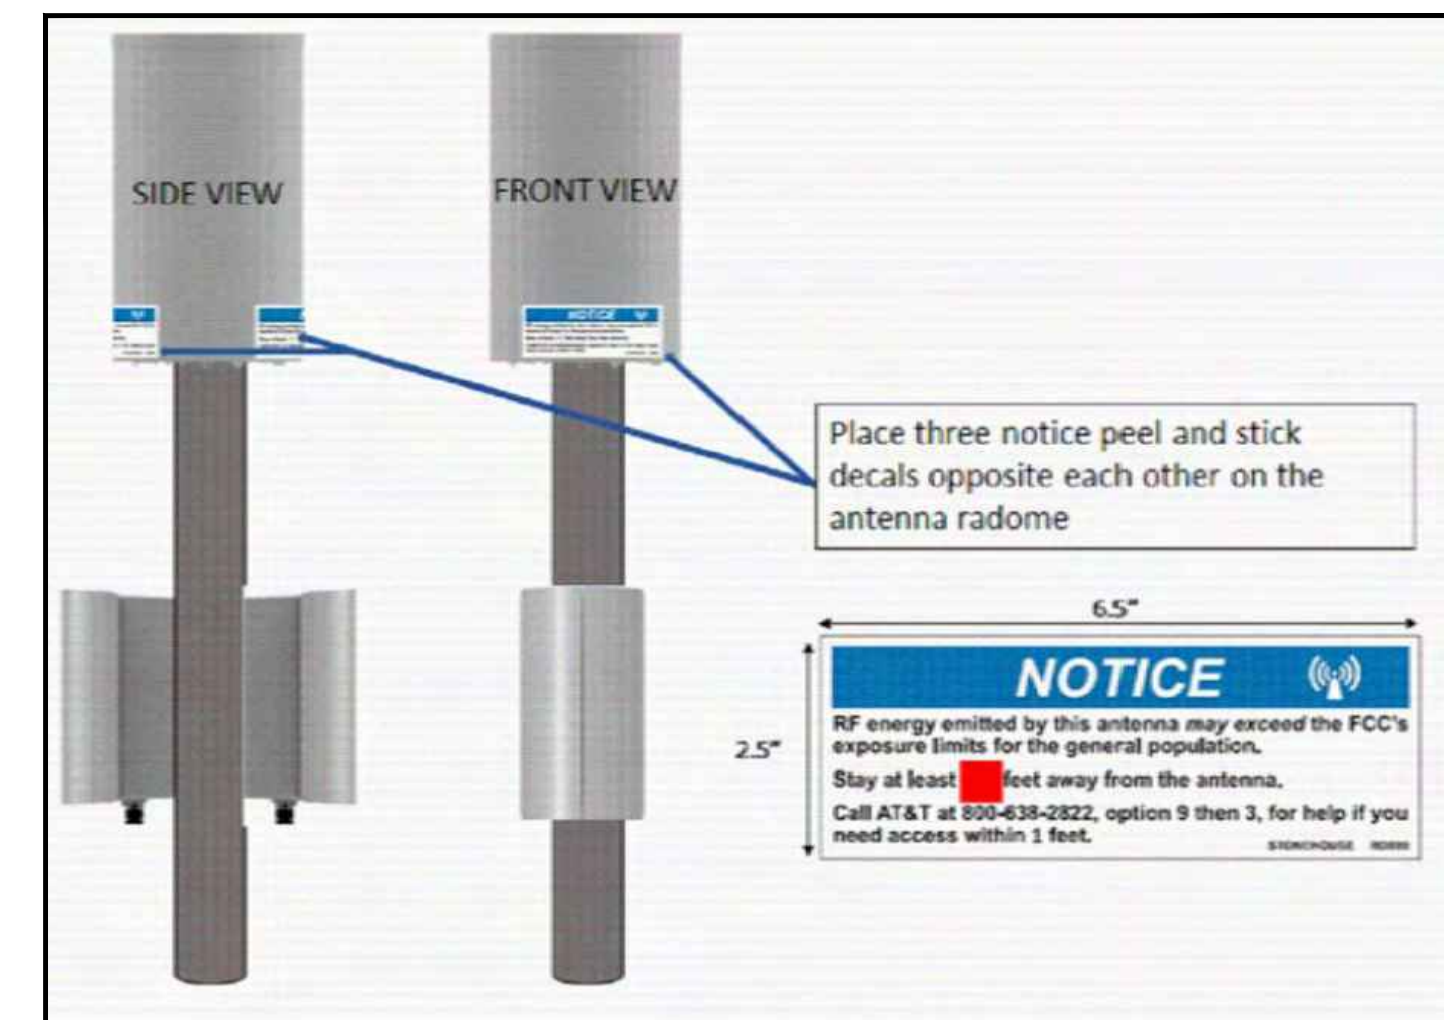 SIDE VIEW
FRONT VIEW
NOTICE
Place three notice peel and stick
decals opposite each other on the
antenna radome
6.5"
2.5"
NOTICE
RF energy emitted by this antenna may exceed the FCC's
exposure limits for the general population.
Stay at least feet away from the antenna.
Call AT&T at 800-638-2822, option 9 then 3, for help if you
need access within 1 feet.
STONEHOUSE